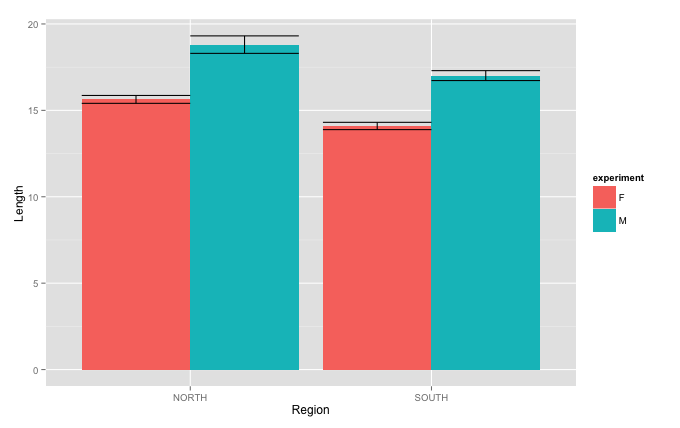 20
15
10
5
0
Length
NORTH
SOUTH
Region
experiment
F
M